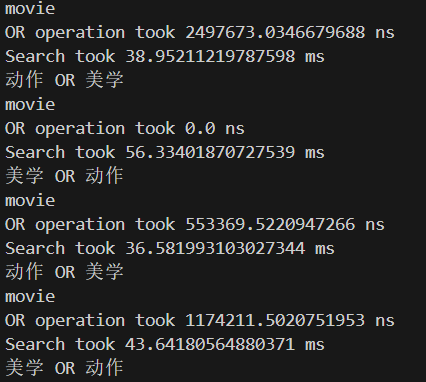 movie
OR operation took 2497673.0346679688 ns
Search took 38.95211219787598 ms
动作 OR 美学
movie
OR operation took 0.0 ns
Search took 56.33401870727539 ms
美学 OR 动作
movie
OR operation took 553369.5220947266 ns
Search took 36.581993103027344 ms
动作 OR 美学
movie
OR operation took 1174211.5020751953 ns
Search took 43.64180564880371 ms
美学 OR 动作